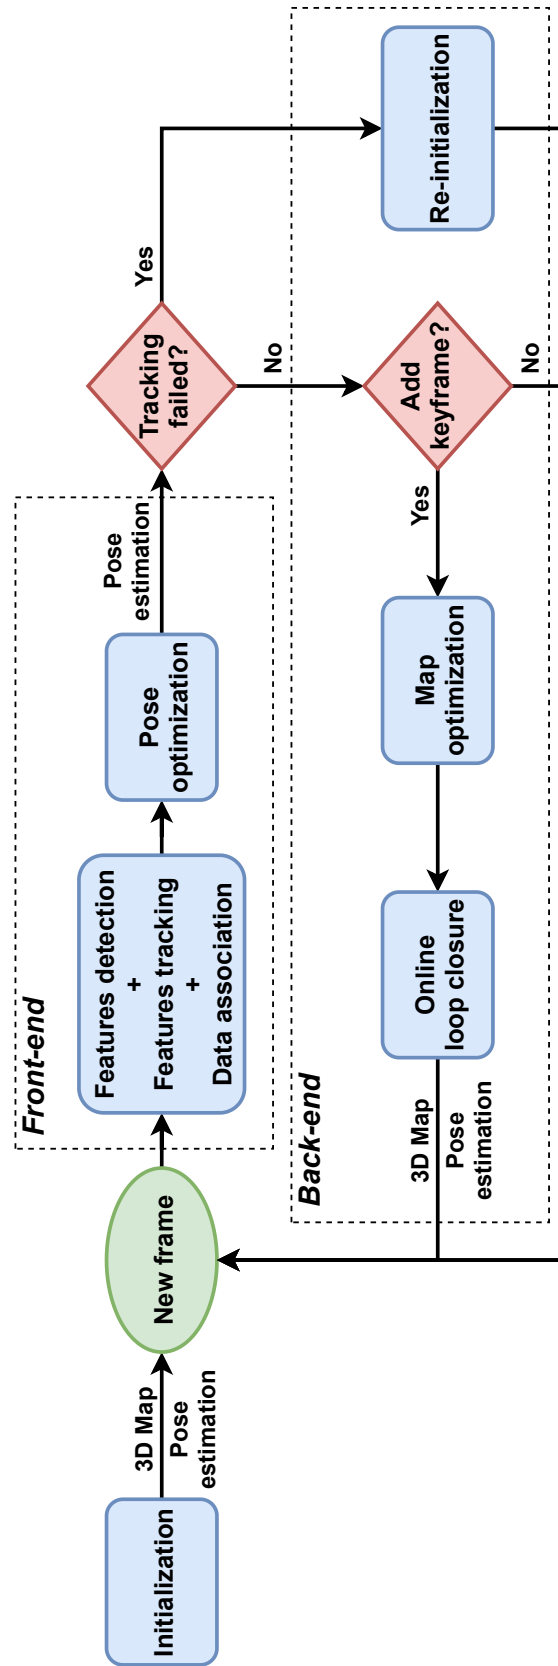 Initialization
3D Map
Pose
estimation
New frame
Front-end
Features detection
+
Features tracking
+
Data association
Pose
optimization
Pose
estimation
Tracking
failed?
Yes
No
Back-end
Re-initialization
Add
keyframe?
No
Yes
Map
optimization
Online
loop closure
3D Map
Pose
estimation